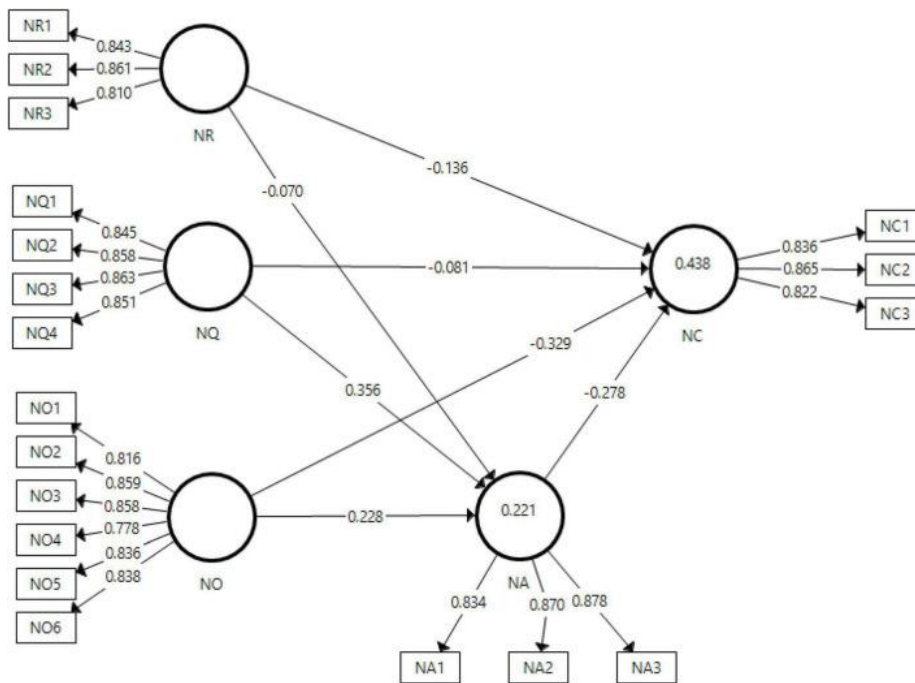 NR1
0.843
NR2
0.861
NR3
0.810
NR
-0.136
-0.070
NQ1
0.845
NQ2
0.858
NQ3
0.863
NQ4
0.851
NQ
-0.081
0.438
NC
0.836
NC1
0.865
NC2
0.822
NC3
-0.329
0.356
-0.278
NO1
0.816
NO2
0.859
NO3
0.858
NO4
0.778
NO5
0.836
NO6
0.838
NO
0.228
0.221
NA
0.834
0.870
0.878
NA1
NA2
NA3